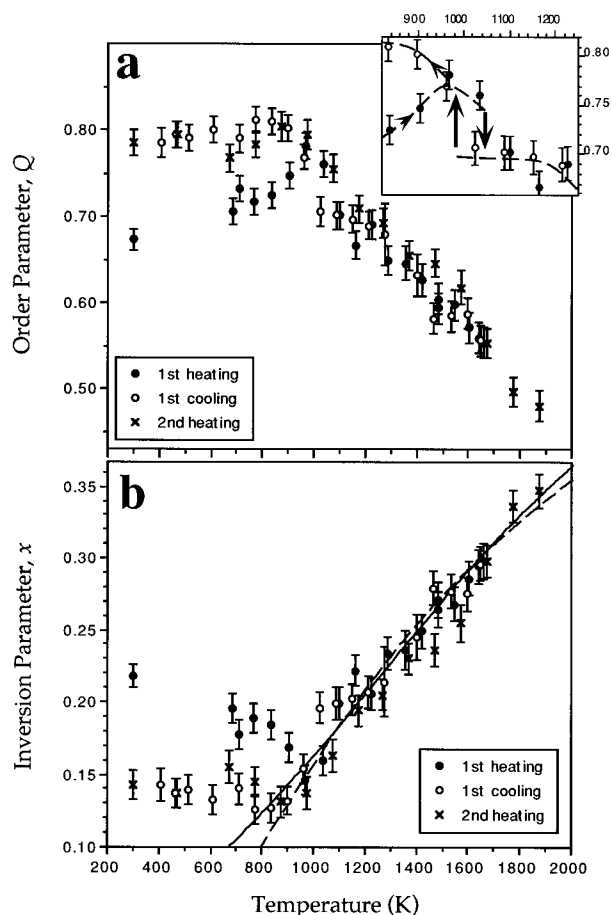 800 900 1000 1100 1200
a
0.90
0.80
0.70
0.60
0.50
Order Parameter, Q
0.80
0.75
0.70
1st heating
1st cooling
2nd heating
b
0.35
0.30
0.25
0.20
0.15
0.10
Inversion Parameter, x
1st heating
1st cooling
2nd heating
200 400 600 800 1000 1200 1400 1600 1800 2000
Temperature (K)